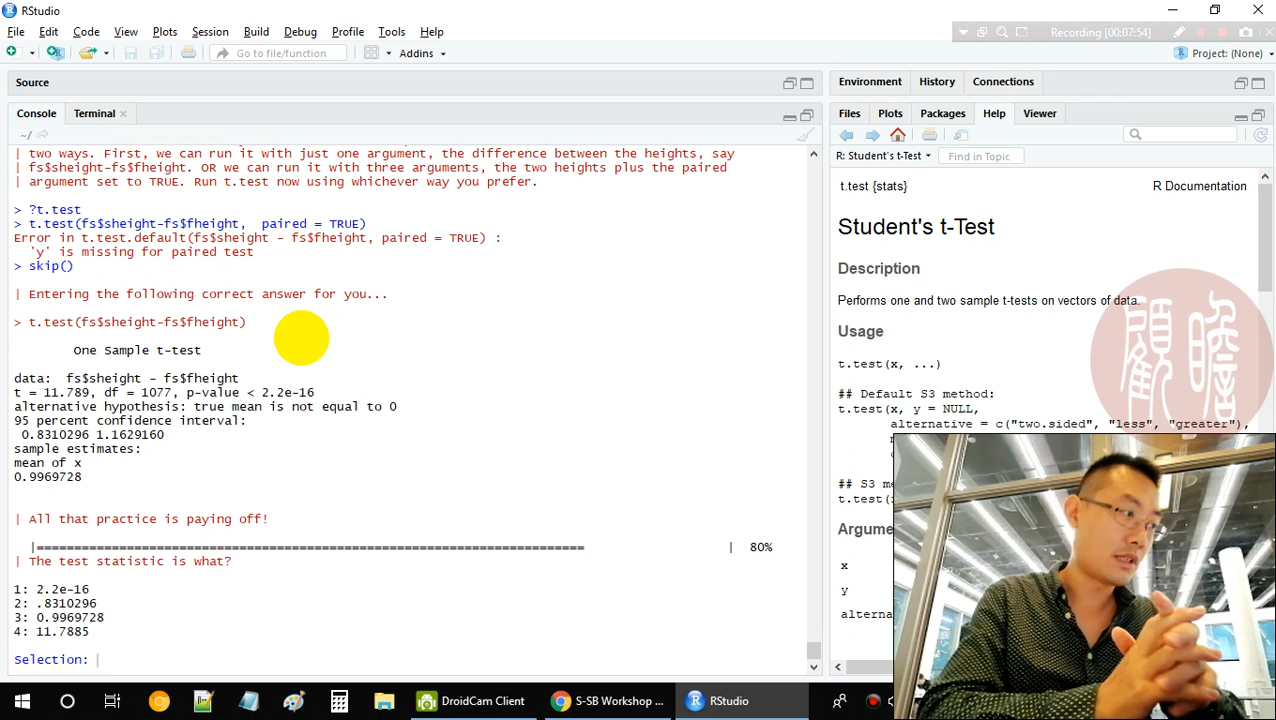 RStudio
File Edit Code View Plots Session Build Debug Profile Tools Help
Recording [00:07:54]
Go to file/function
Addins
Project: (None)
Source
Console Terminal
~/
| two ways. First, we can run it with just one argument, the difference between the heights, say
| fs$sheight-fs$fheight. OR we can run it with three arguments, the two heights plus the paired
| argument set to TRUE. Run t.test now using whichever way you prefer.
> ?t.test
> t.test(fs$sheight-fs$fheight, paired = TRUE)
Error in t.test.default(fs$sheight - fs$fheight, paired = TRUE) :
'y' is missing for paired test
> skip()
| Entering the following correct answer for you...
> t.test(fs$sheight-fs$fheight)
One Sample t-test
data: fs$sheight - fs$fheight
t = 11.789, df = 1077, p-value < 2.2e-16
alternative hypothesis: true mean is not equal to 0
95 percent confidence interval:
0.8310296 1.1629160
sample estimates:
mean of x
0.9969728
| All that practice is paying off!
|==========================================================================| 80%
| The test statistic is what?
1: 2.2e-16
2: .8310296
3: 0.9969728
4: 11.7885
Selection:
Environment History Connections
Files Plots Packages Help Viewer
R: Student's t-Test
Find in Topic
t.test {stats}
R Documentation
Student's t-Test
Description
Performs one and two sample t-tests on vectors of data.
Usage
t.test(x, ...)
## Default S3 method:
t.test(x, y = NULL,
alternative = c("two.sided", "less", "greater"),
## S3
t.test(
x
y
DroidCam Client
S-SB Workshop ...
RStudio